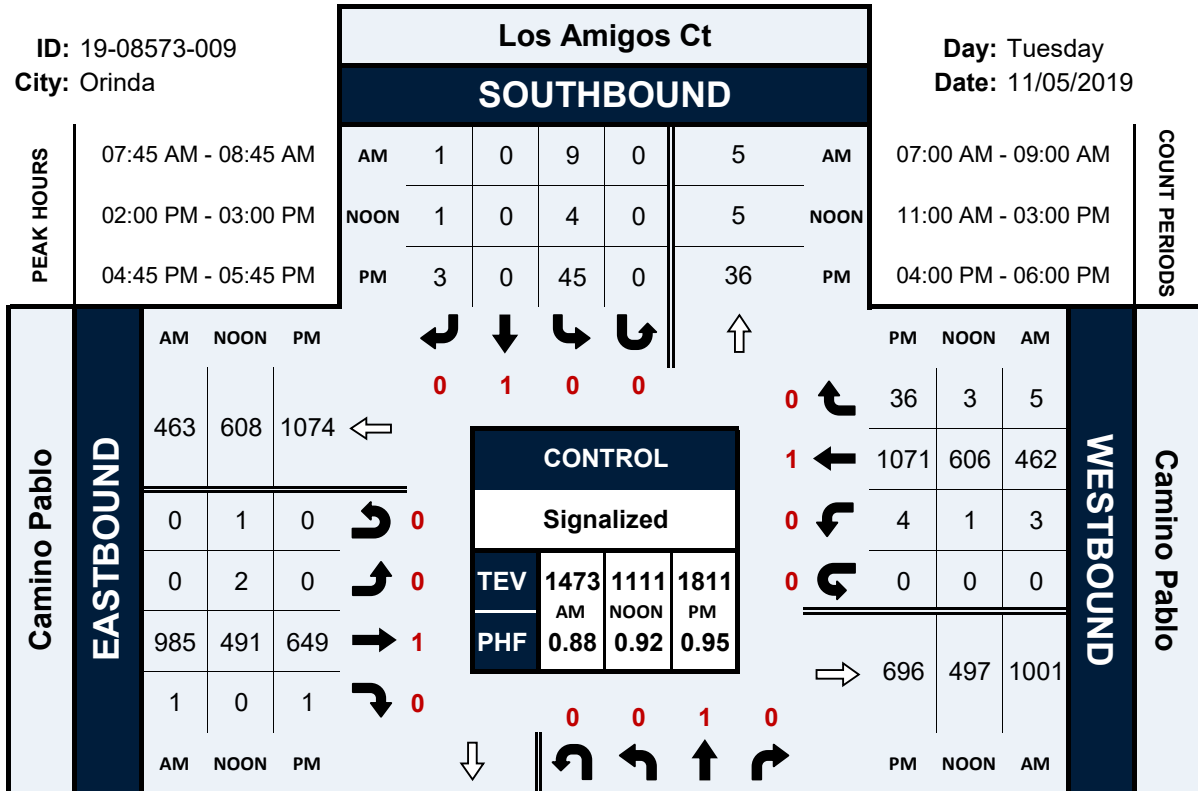 ID: 19-08573-009
City: Orinda
Los Amigos Ct
SOUTHBOUND
Day: Tuesday
Date: 11/05/2019
PEAK HOURS
07:45 AM - 08:45 AM
02:00 PM - 03:00 PM
04:45 PM - 05:45 PM
AM 1 0 9 0 5 AM
NOON 1 0 4 0 5 NOON
PM 3 0 45 0 36 PM
07:00 AM - 09:00 AM
11:00 AM - 03:00 PM
04:00 PM - 06:00 PM
COUNT PERIODS
0 1 0 0
Camino Pablo
EASTBOUND
AM NOON PM
463 608 1074
0 1 0 0
0 2 0 0
985 491 649 1
1 0 1 0
AM NOON PM
CONTROL
Signalized
TEV 1473 1111 1811
AM NOON PM
PHF 0.88 0.92 0.95
PM NOON AM
0 36 3 5
1 1071 606 462
0 4 1 3
0 0 0 0
696 497 1001
PM NOON AM
WESTBOUND
Camino Pablo
0 0 1 0